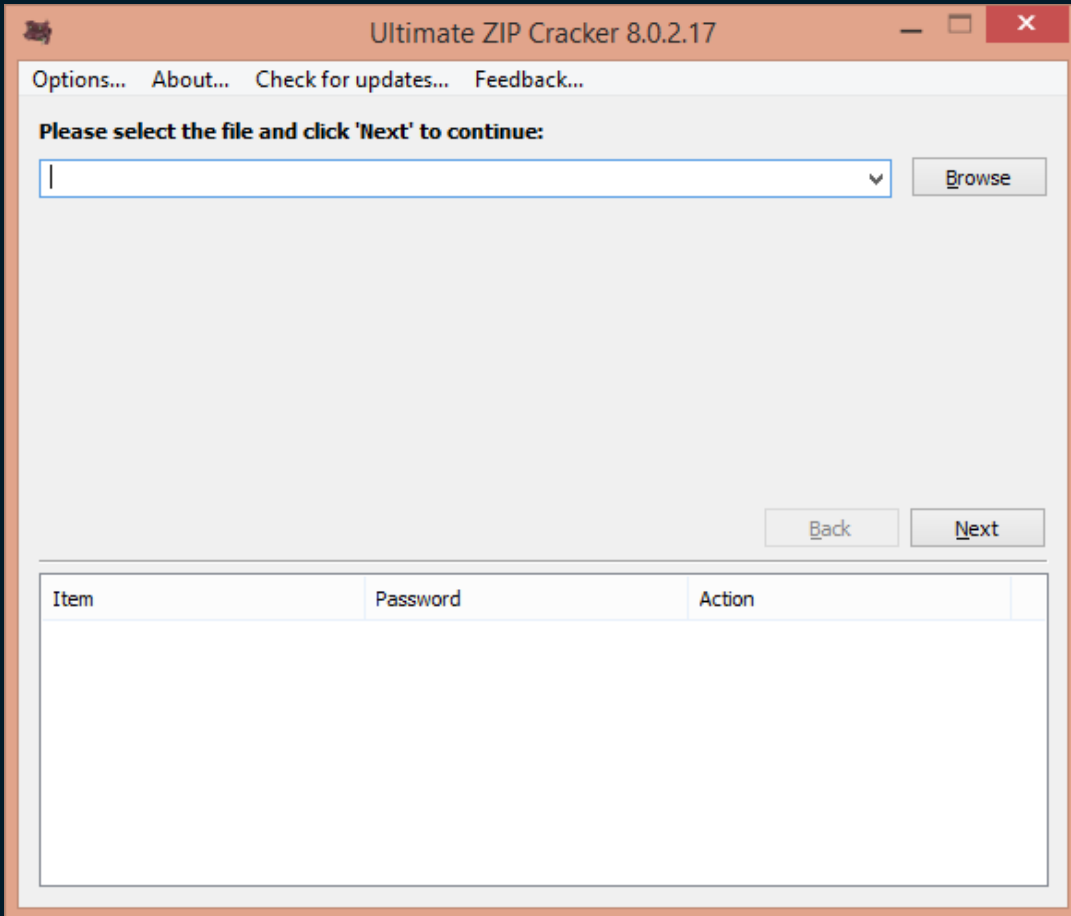 Ultimate ZIP Cracker 8.0.2.17
Options... About... Check for updates... Feedback...
Please select the file and click 'Next' to continue:
Browse
Back Next
Item Password Action